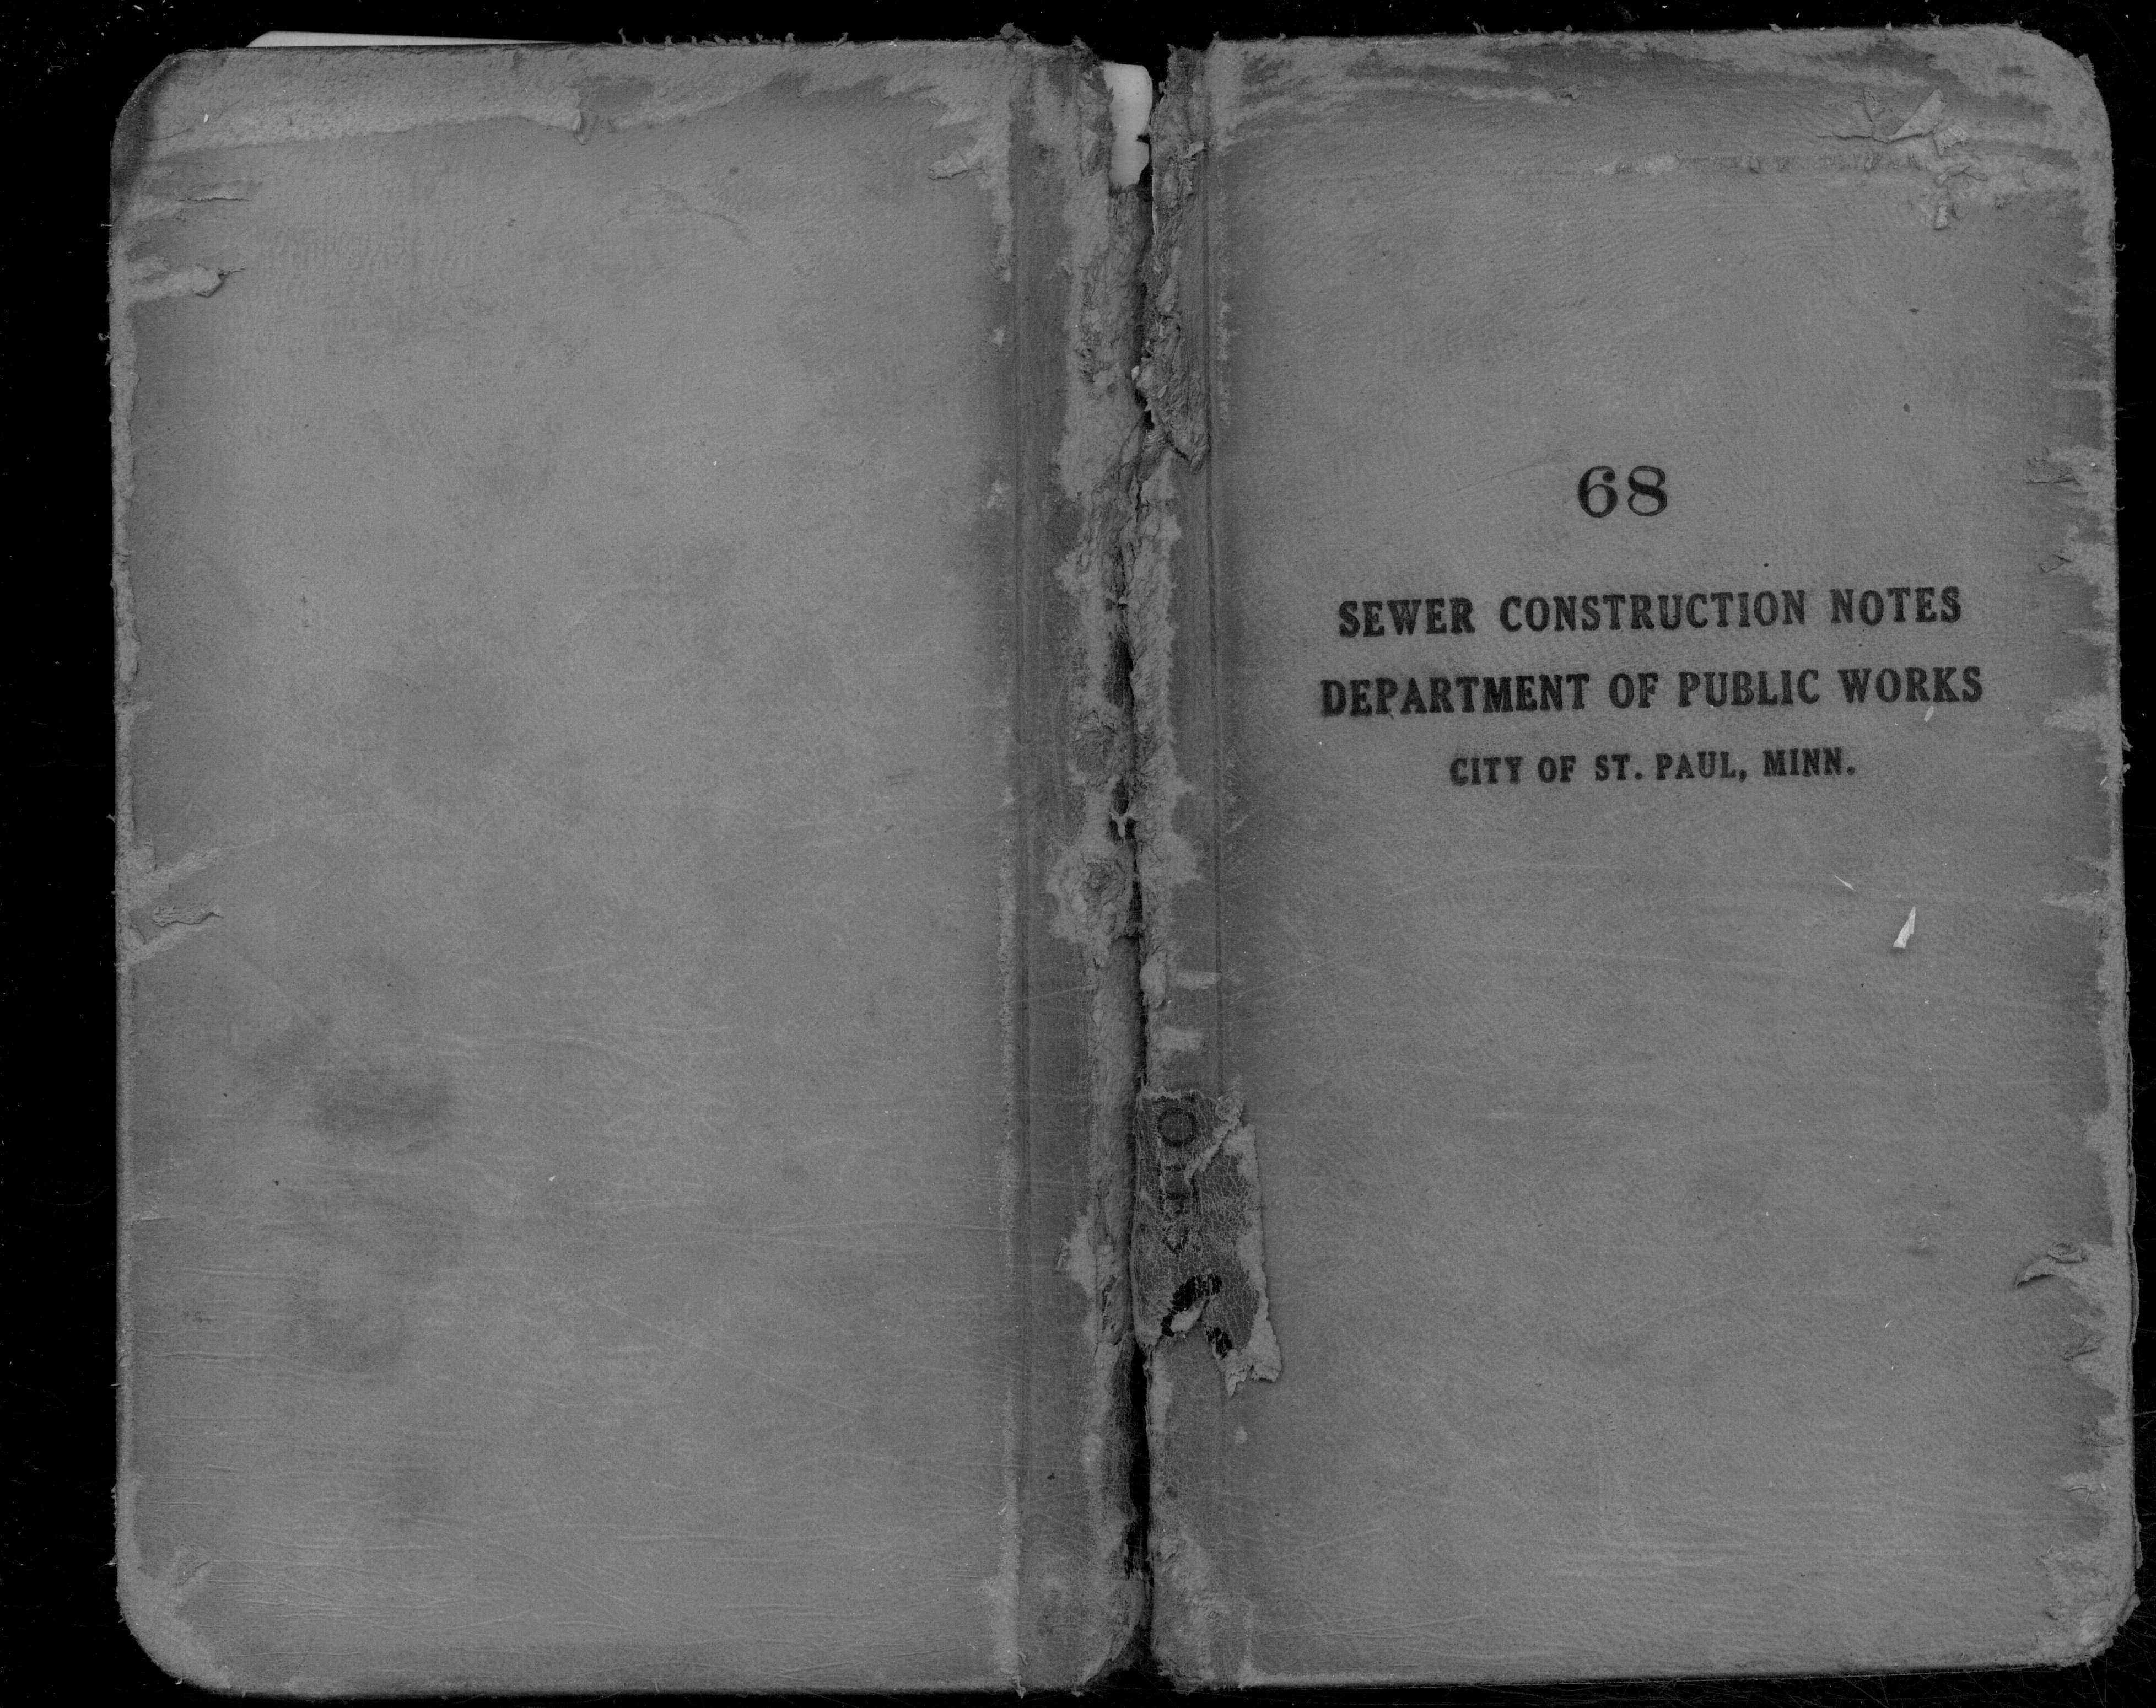 68
SEWER CONSTRUCTION NOTES
DEPARTMENT OF PUBLIC WORKS
CITY OF ST. PAUL, MINN.